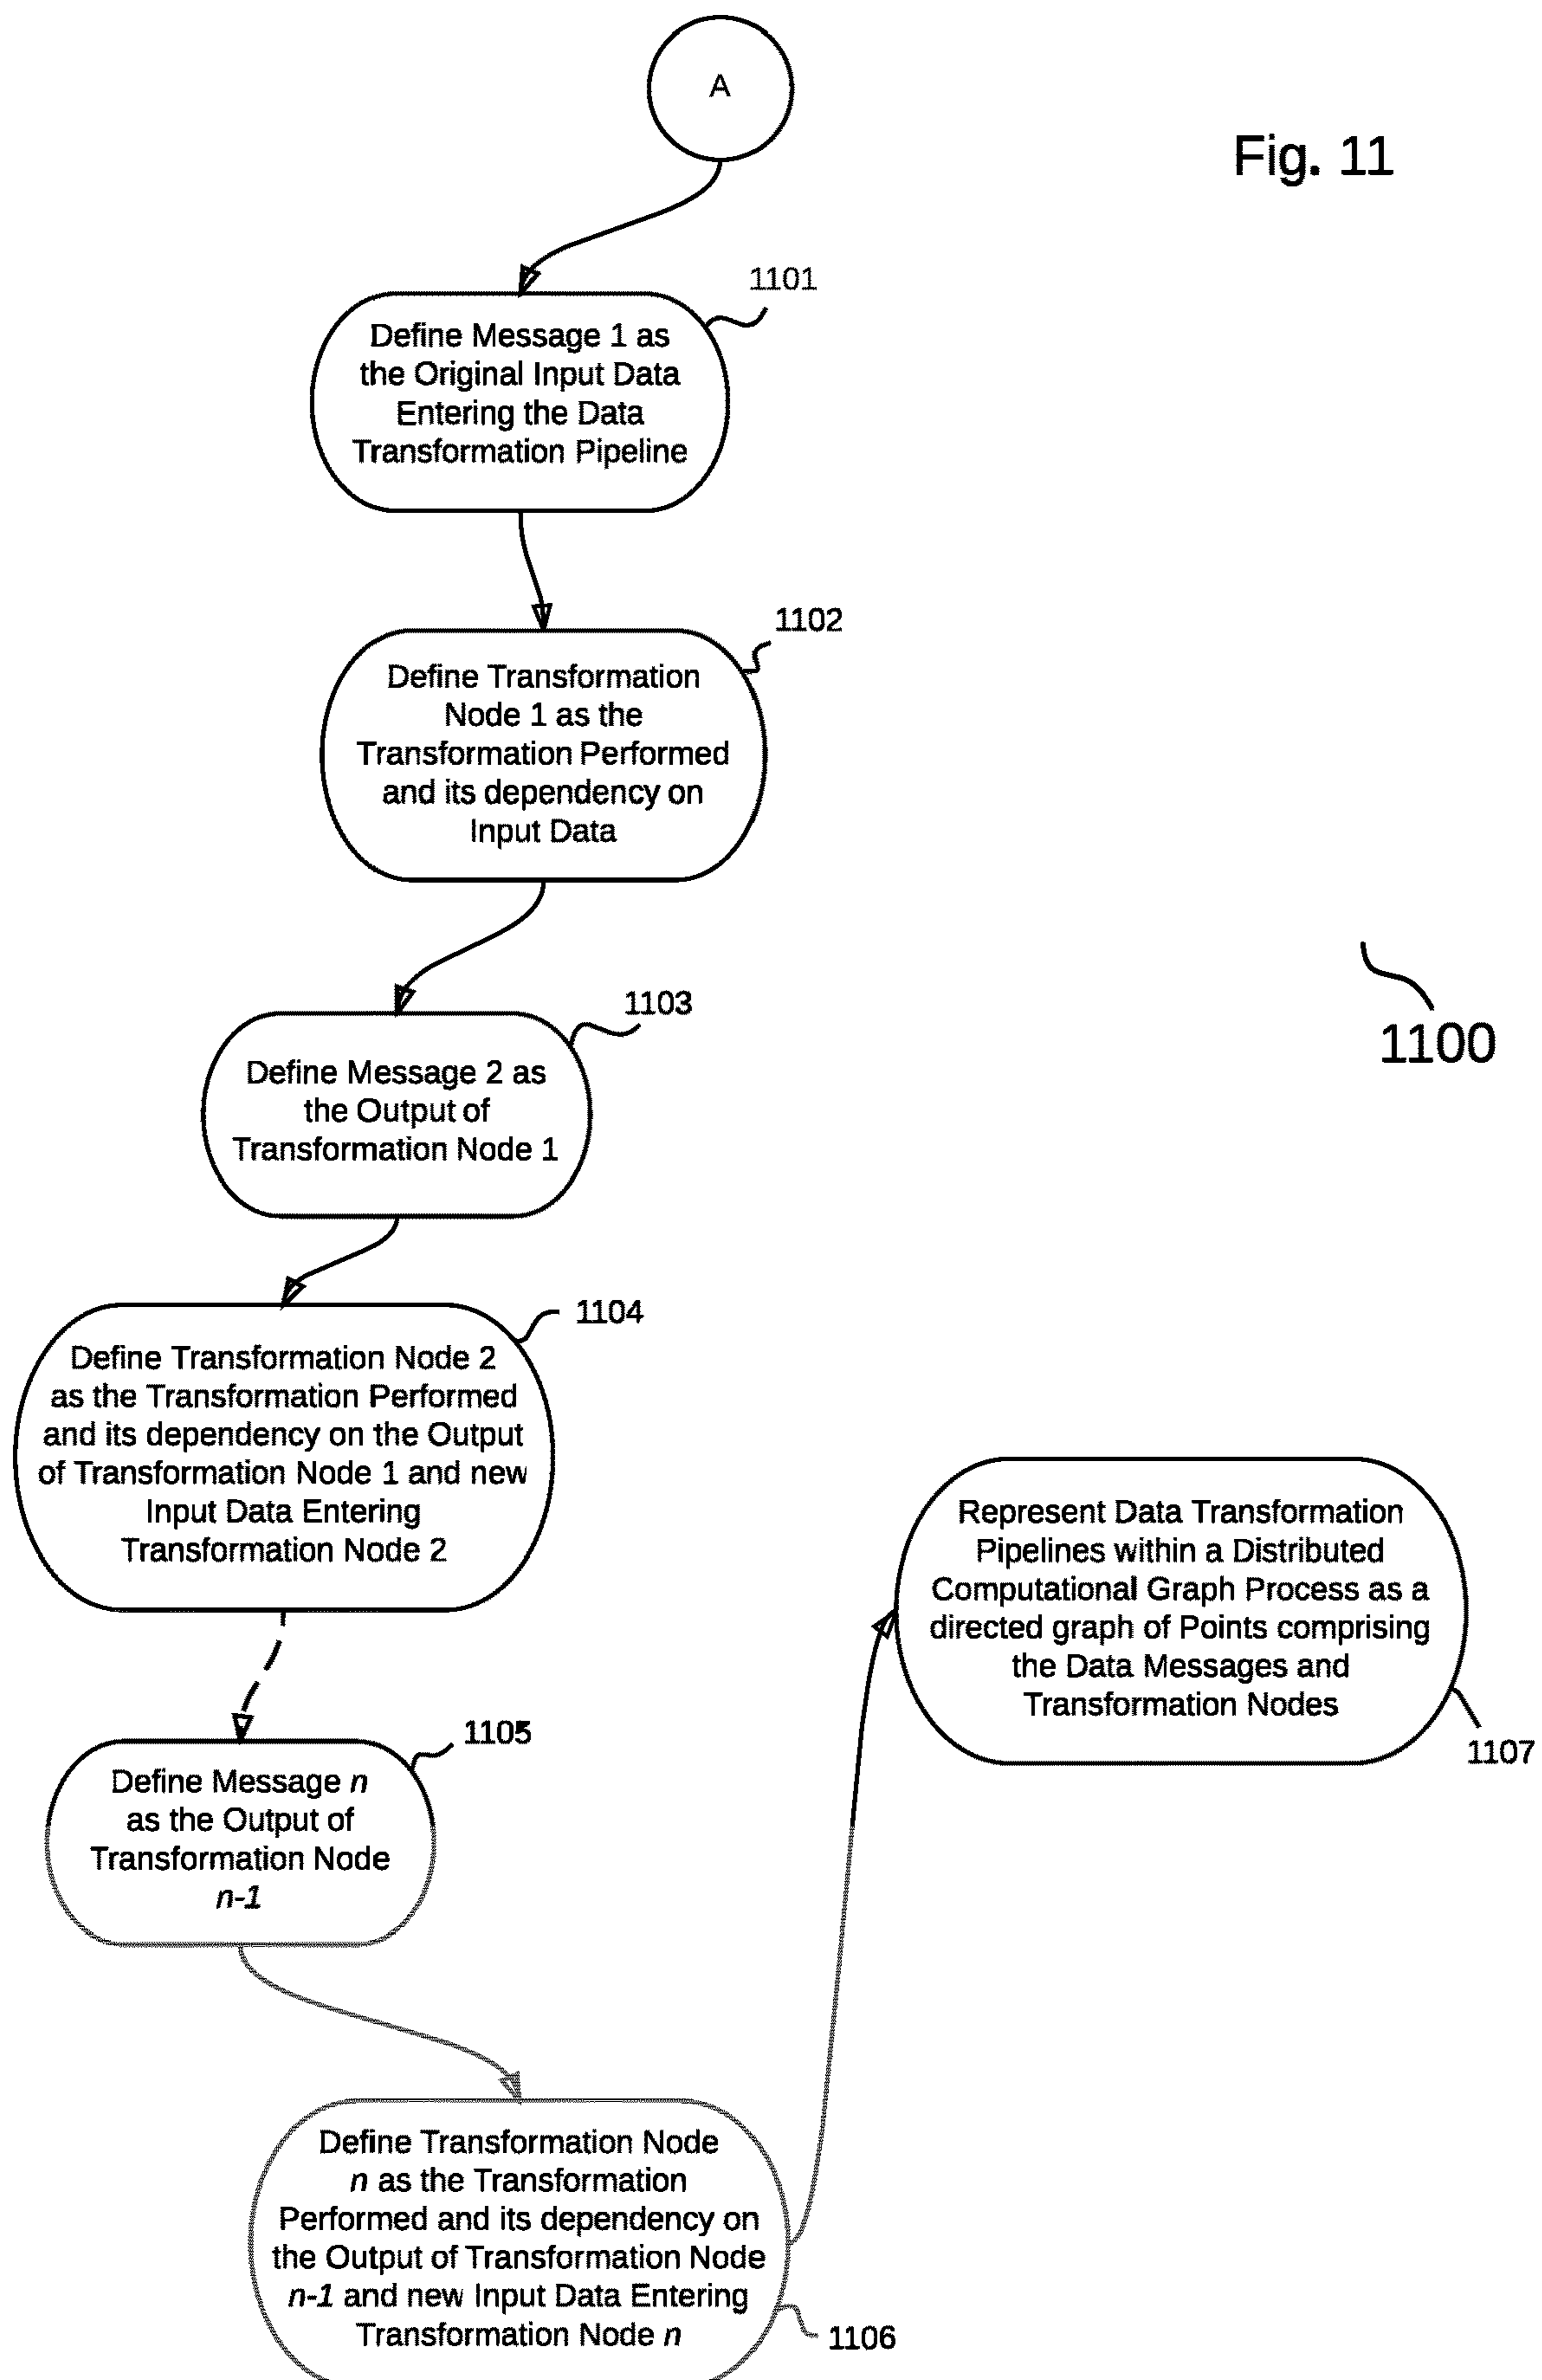 A
Fig. 11
1101
Define Message 1 as
the Original Input Data
Entering the Data
Transformation Pipeline
1102
Define Transformation
Node 1 as the
Transformation Performed
and its dependency on
Input Data
1103
Define Message 2 as
the Output of
Transformation Node 1
1100
1104
Define Transformation Node 2
as the Transformation Performed
and its dependency on the Output
of Transformation Node 1 and new
Input Data Entering
Transformation Node 2
1105
Define Message n
as the Output of
Transformation Node
n-1
Define Transformation Node
n as the Transformation
Performed and its dependency on
the Output of Transformation Node
n-1 and new Input Data Entering
Transformation Node n
1106
Represent Data Transformation
Pipelines within a Distributed
Computational Graph Process as a
directed graph of Points comprising
the Data Messages and
Transformation Nodes
1107